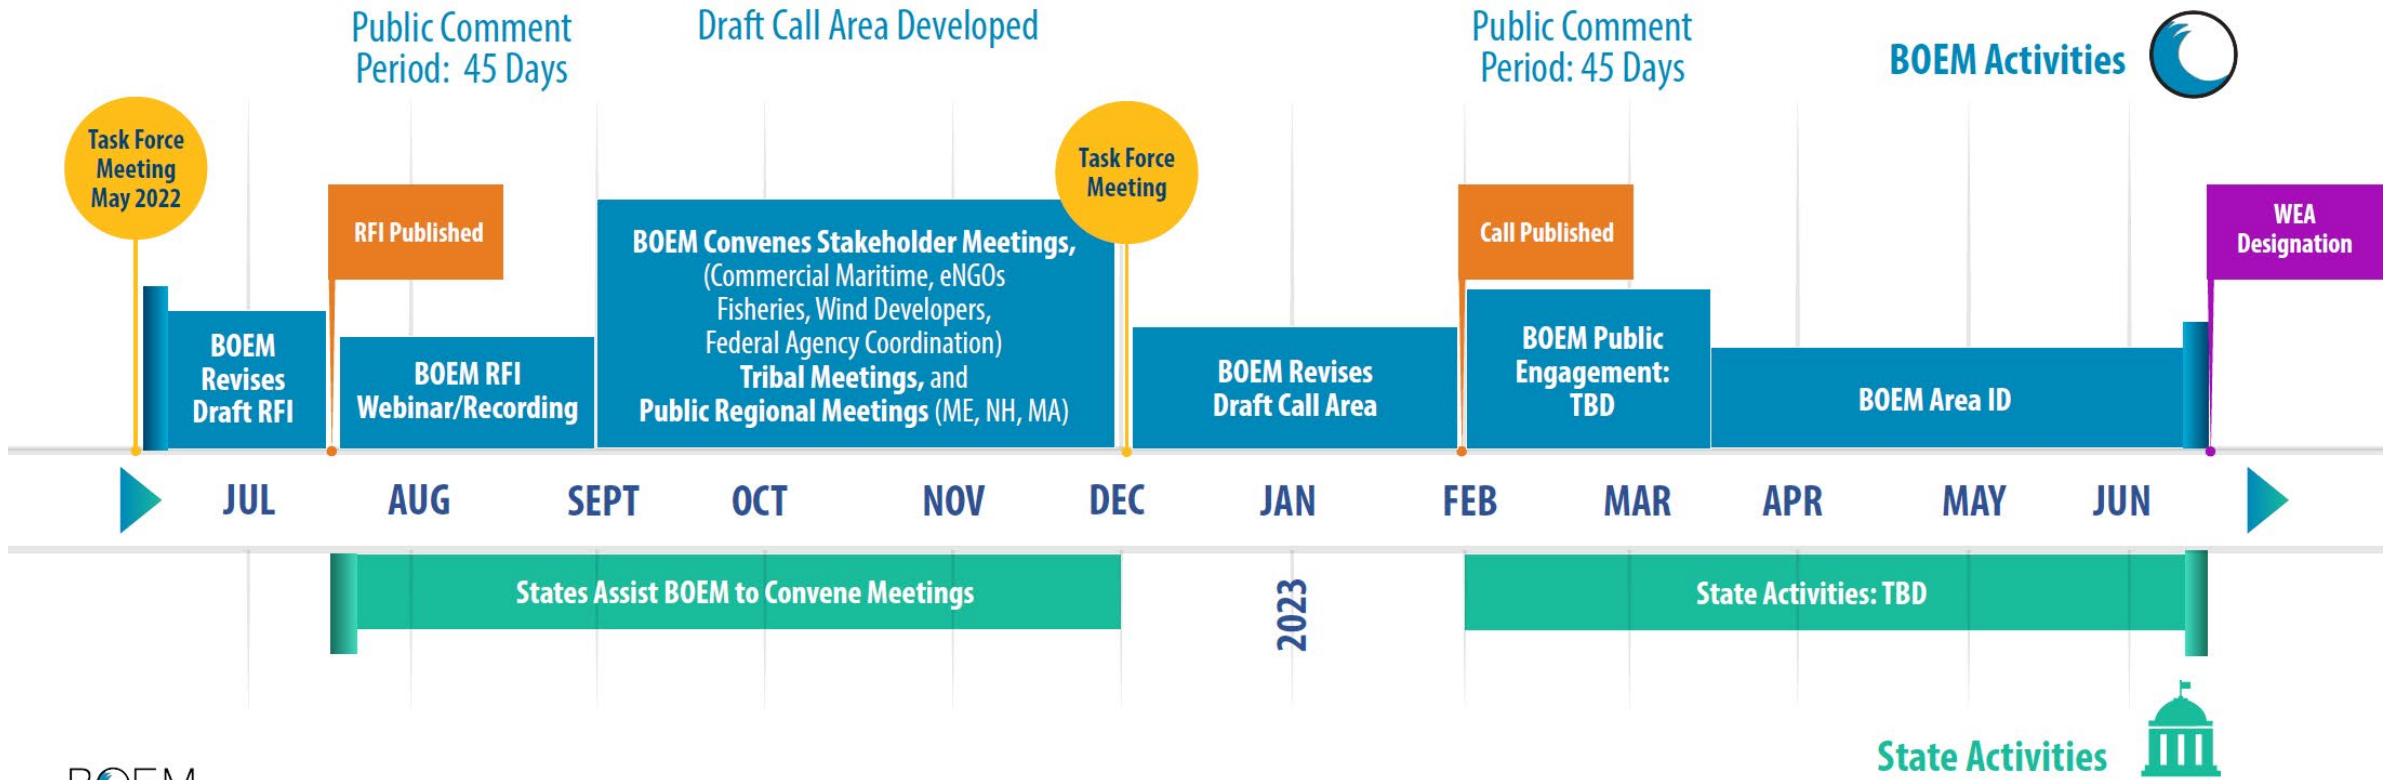 Public Comment
Period: 45 Days
Draft Call Area Developed
Public Comment
Period: 45 Days
BOEM Activities
Task Force
Meeting
May 2022
RFI Published
Task Force
Meeting
Call Published
WEA
Designation
BOEM
Revises
Draft RFI
BOEM RFI
Webinar/Recording
BOEM Convenes Stakeholder Meetings,
(Commercial Maritime, eNGOs
Fisheries, Wind Developers,
Federal Agency Coordination)
Tribal Meetings, and
Public Regional Meetings (ME, NH, MA)
BOEM Revises
Draft Call Area
BOEM Public
Engagement:
TBD
BOEM Area ID
JUL AUG SEPT OCT NOV DEC JAN FEB MAR APR MAY JUN
States Assist BOEM to Convene Meetings
2023
State Activities: TBD
State Activities
BOEM